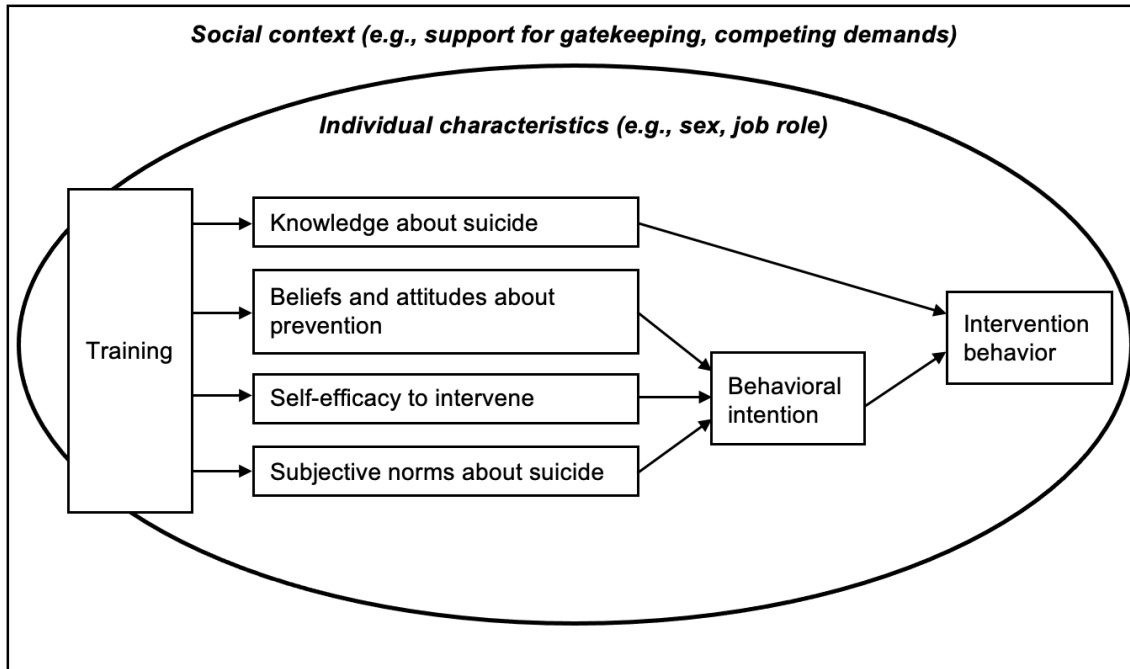 Social context (e.g., support for gatekeeping, competing demands)
Individual characteristics (e.g., sex, job role)
Training
Knowledge about suicide
Beliefs and attitudes about
prevention
Self-efficacy to intervene
Subjective norms about suicide
Behavioral
intention
Intervention
behavior